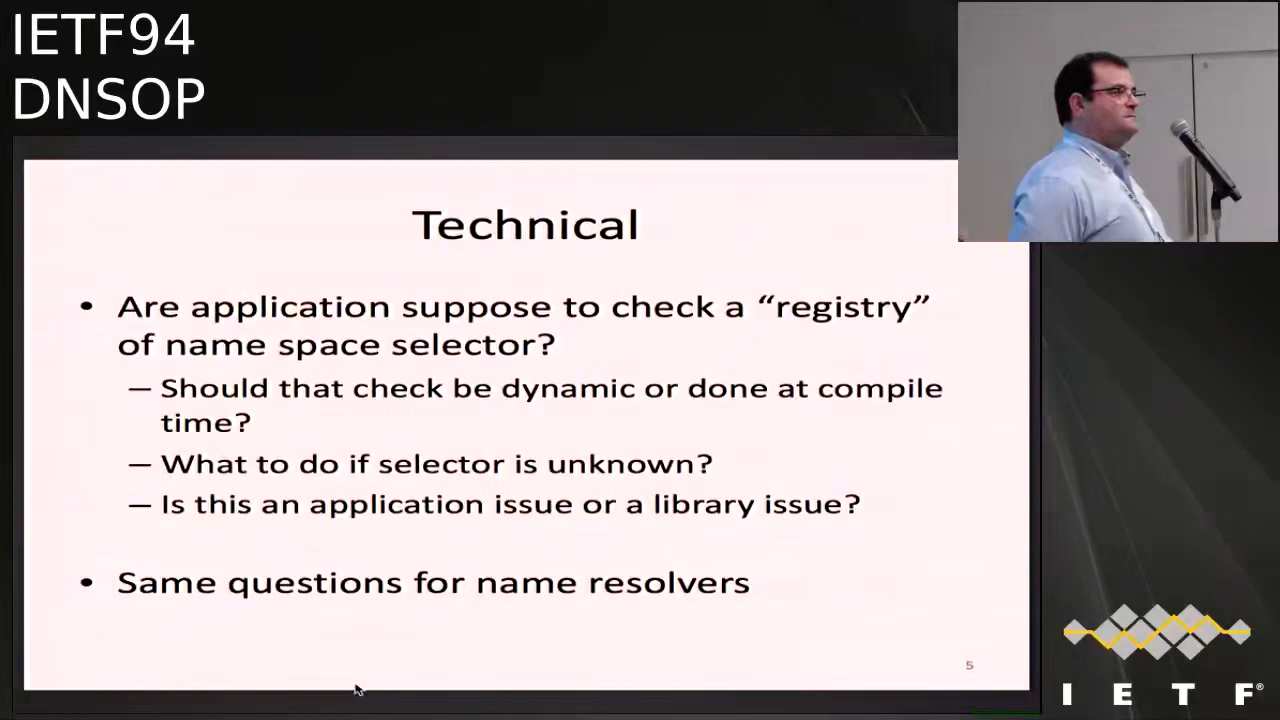 IETF94
DNSOP
Technical
• Are application suppose to check a “registry”
of name space selector?
– Should that check be dynamic or done at compile
time?
– What to do if selector is unknown?
– Is this an application issue or a library issue?
• Same questions for name resolvers
5
I E T F®